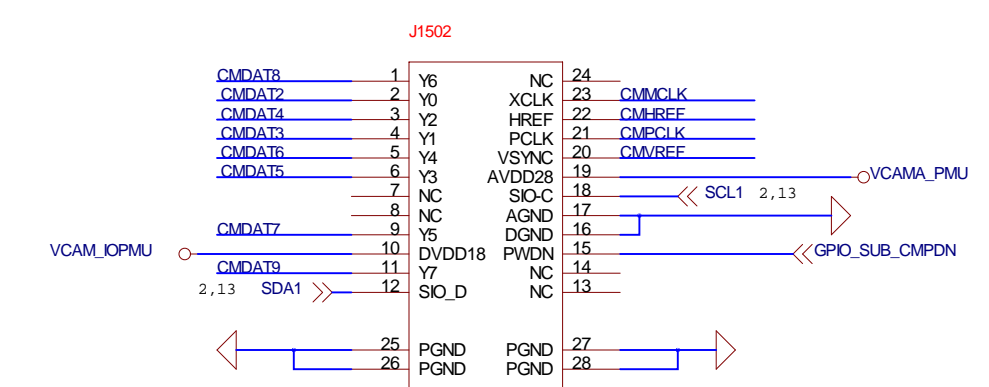 J1502
CMDAT8 1 Y6 NC 24
CMDAT2 2 Y0 XCLK 23 CMMCLK
CMDAT4 3 Y2 HREF 22 CMHREF
CMDAT3 4 Y1 PCLK 21 CMPCLK
CMDAT6 5 Y4 VSYNC 20 CMVREF
CMDAT5 6 Y3 AVDD28 19 VCAMA_PMU
7 NC SIO-C 18 SCL1 2,13
8 NC AGND 17
CMDAT7 9 Y5 DGND 16
VCAM_IOPMU 10 DVDD18 PWDN 15 GPIO_SUB_CMPDN
CMDAT9 11 Y7 NC 14
2,13 SDA1 12 SIO_D NC 13
25 PGND PGND 27
26 PGND PGND 28